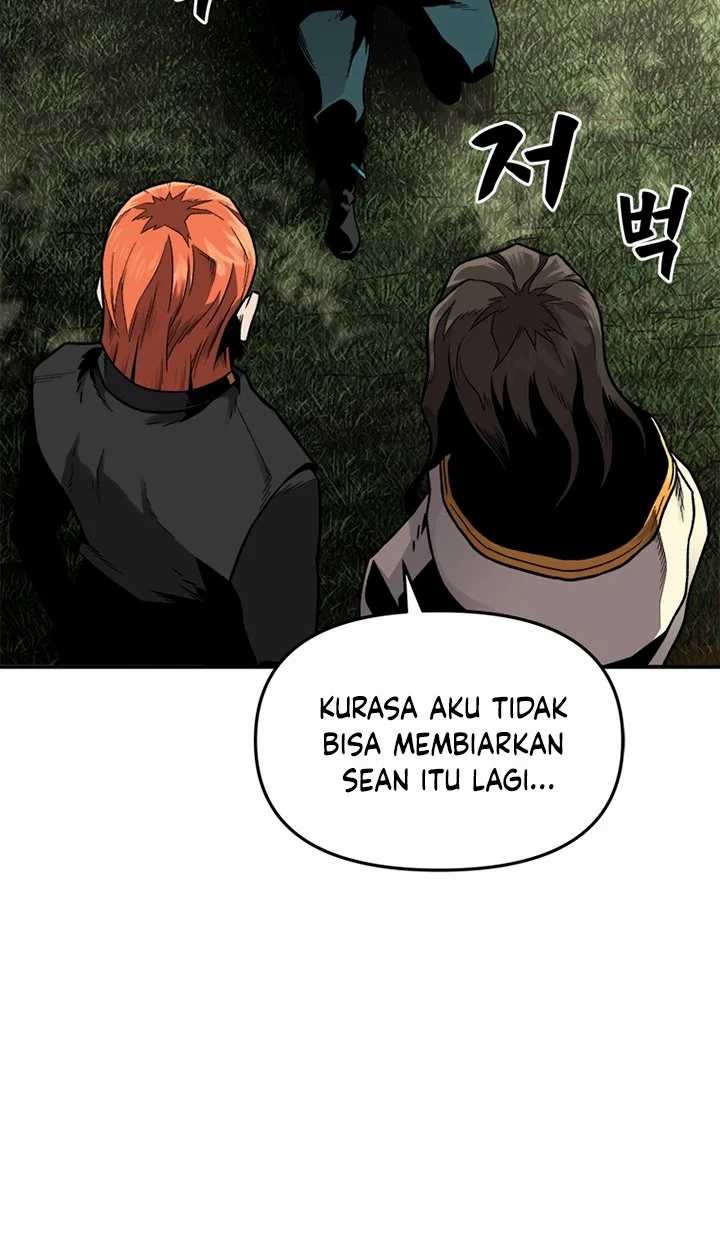 저
벅
KURASA AKU TIDAK
BISA MEMBIARKAN
SEAN ITU LAGI...